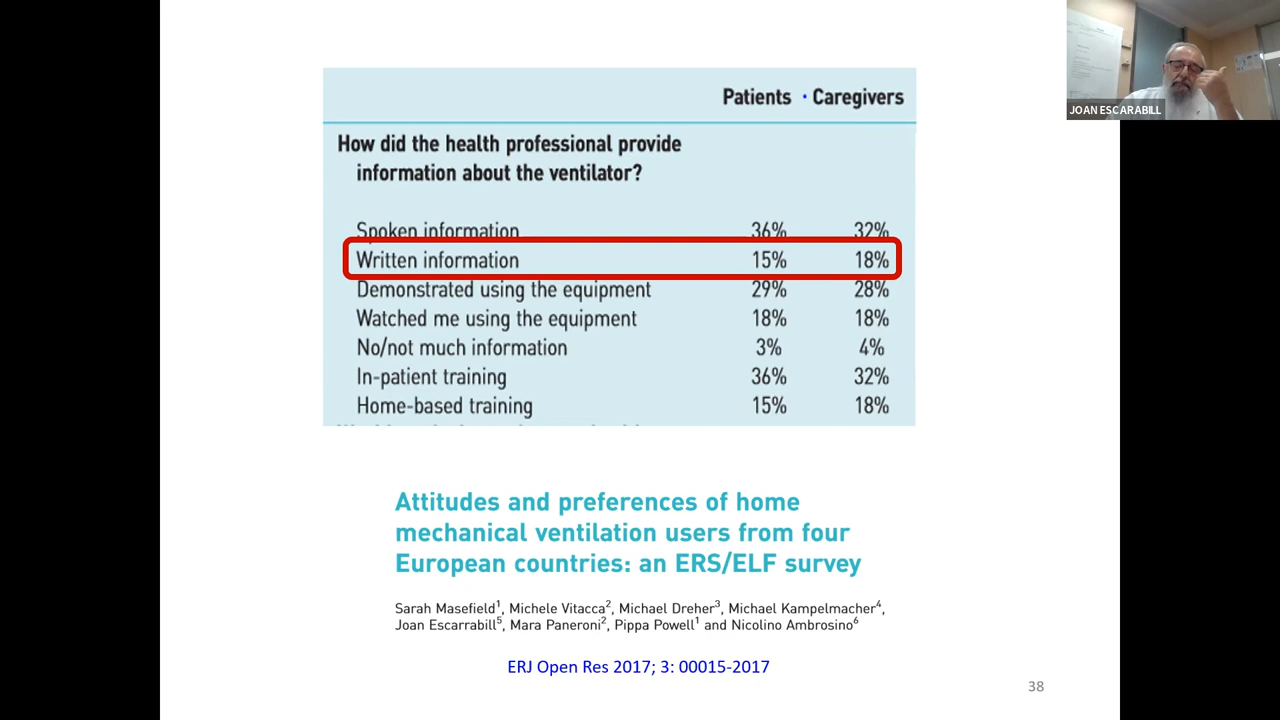 JOAN ESCARABILL
Patients · Caregivers
How did the health professional provide
information about the ventilator?
Spoken information 36% 32%
Written information 15% 18%
Demonstrated using the equipment 29% 28%
Watched me using the equipment 18% 18%
No/not much information 3% 4%
In-patient training 36% 32%
Home-based training 15% 18%
Attitudes and preferences of home
mechanical ventilation users from four
European countries: an ERS/ELF survey
Sarah Masefield1, Michele Vitacca2, Michael Dreher3, Michael Kampelmacher4,
Joan Escarrabill5, Mara Paneroni2, Pippa Powell1 and Nicolino Ambrosino6
ERJ Open Res 2017; 3: 00015-2017
38